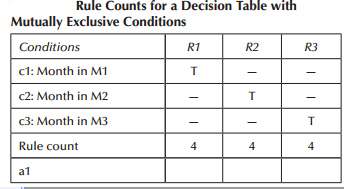 Rule Counts for a Decision Table with
Mutually Exclusive Conditions
Conditions R1 R2 R3
c1: Month in M1 T — —
c2: Month in M2 — T —
c3: Month in M3 — — T
Rule count 4 4 4
a1